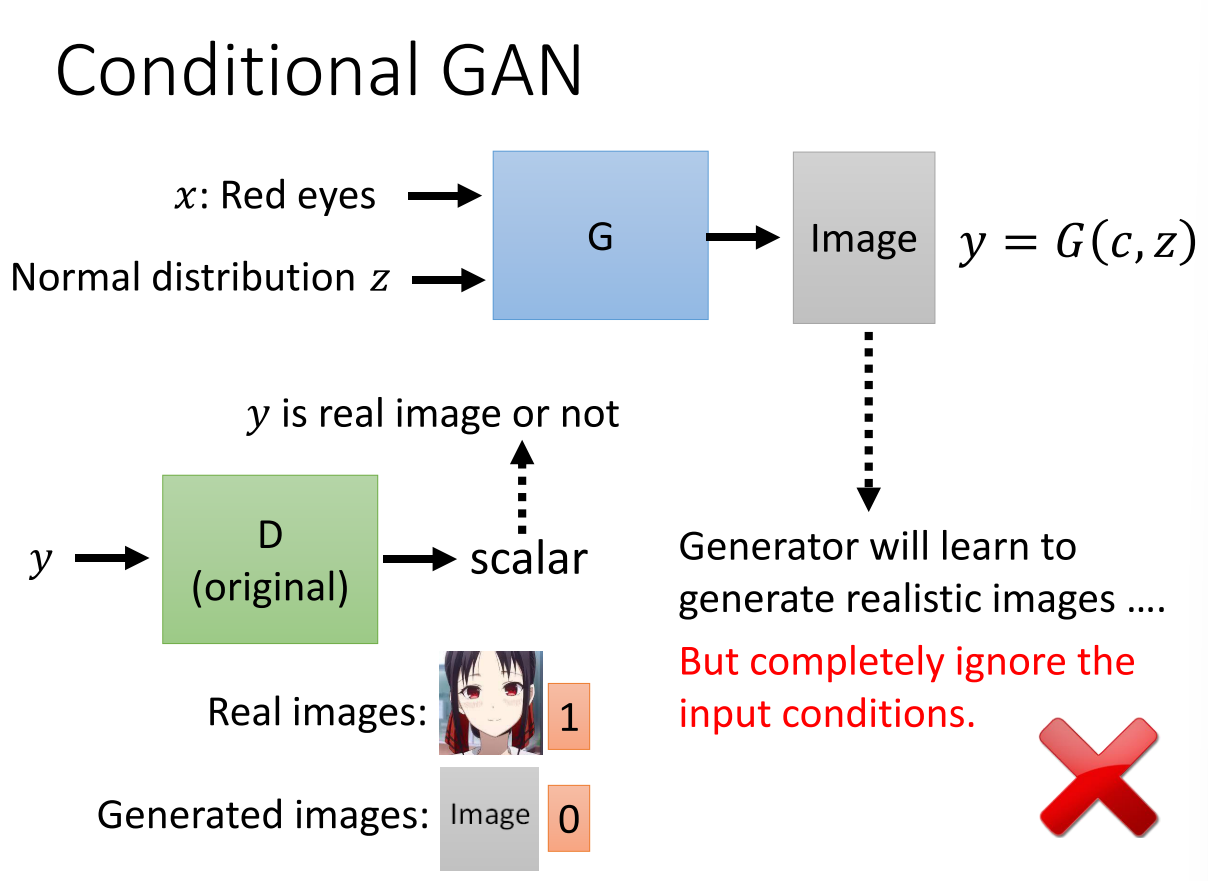 Conditional GAN
x: Red eyes
Normal distribution z
G
Image
y = G(c, z)
y is real image or not
y
D
(original)
scalar
Generator will learn to
generate realistic images ….
But completely ignore the
input conditions.
Real images:
1
Generated images:
Image
0